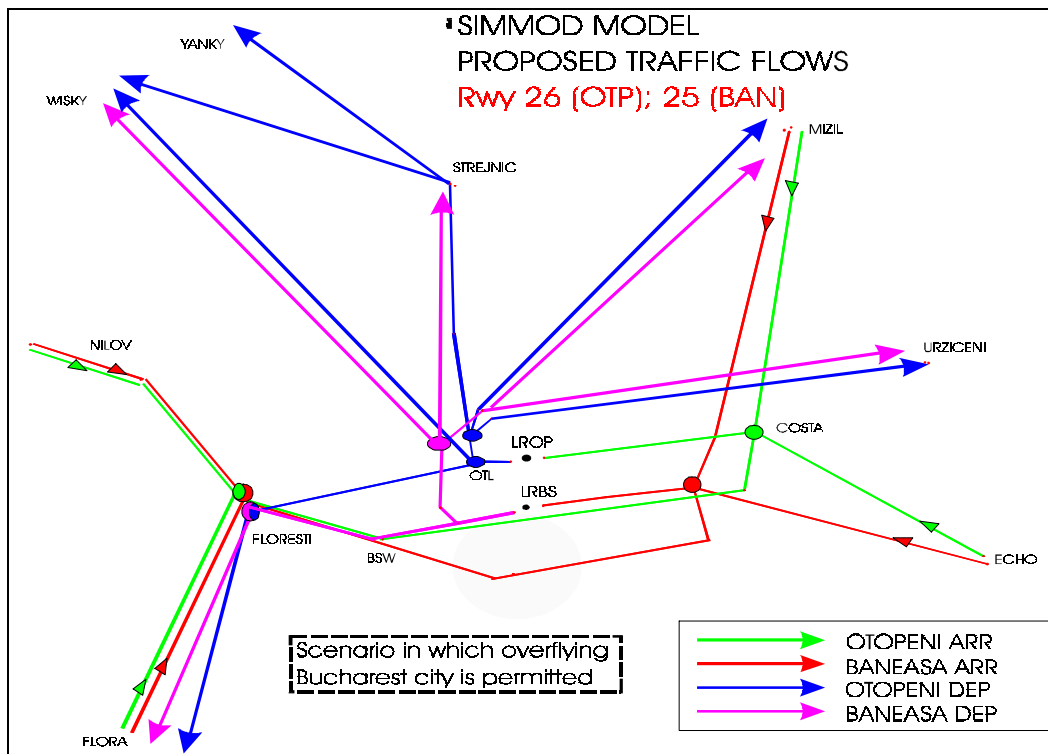 SIMMOD MODEL
PROPOSED TRAFFIC FLOWS
Rwy 26 (OTP); 25 (BAN)
YANKY
WISKY
MIZIL
STREJNIC
NILOV
URZICENI
COSTA
LROP
OTL
LRBS
FLORESTI
BSW
ECHO
Scenario in which overflying
Bucharest city is permitted
OTOPENI ARR
BANEASA ARR
OTOPENI DEP
BANEASA DEP
FLORA